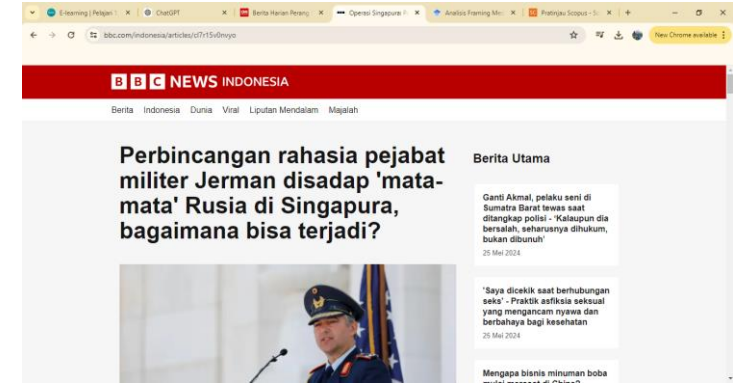 E-learning | Pelajari 1
ChatGPT
Berita Harian Perang
Operasi Singapura: R
Analisis Framing Me
Pratinjau Scopus - Sc
bbc.com/indonesia/articles/cl7r15v0nvyo
New Chrome available
BBC NEWS INDONESIA
Berita Indonesia Dunia Viral Liputan Mendalam Majalah
Perbincangan rahasia pejabat
militer Jerman disadap 'mata-
mata' Rusia di Singapura,
bagaimana bisa terjadi?
Berita Utama
Ganti Akmal, pelaku seni di
Sumatra Barat tewas saat
ditangkap polisi - 'Kalaupun dia
bersalah, seharusnya dihukum,
bukan dibunuh'
25 Mei 2024
'Saya dicekik saat berhubungan
seks' - Praktik asfiksia seksual
yang mengancam nyawa dan
berbahaya bagi kesehatan
25 Mei 2024
Mengapa bisnis minuman boba